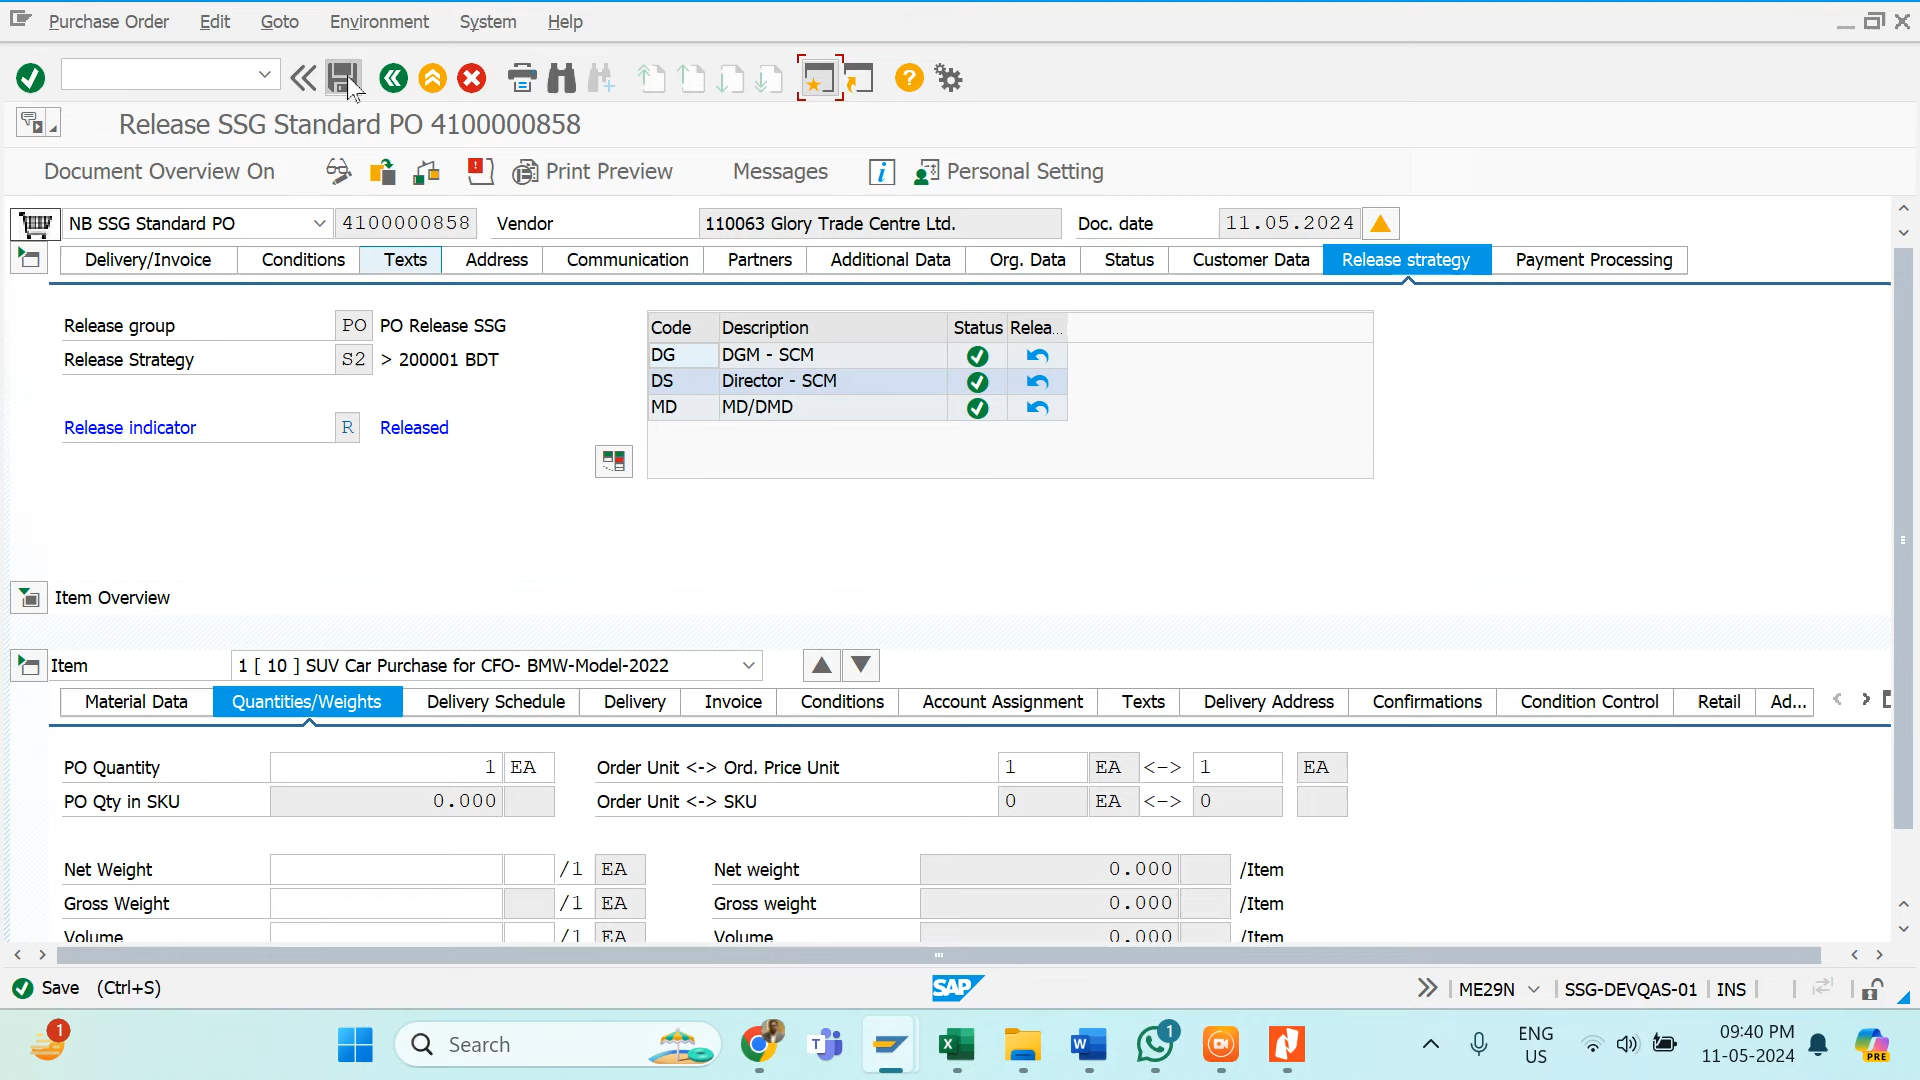 Purchase Order Edit Goto Environment System Help
Release SSG Standard PO 4100000858
Document Overview On Print Preview Messages Personal Setting
NB SSG Standard PO 4100000858 Vendor 110063 Glory Trade Centre Ltd. Doc. date 11.05.2024
Delivery/Invoice Conditions Texts Address Communication Partners Additional Data Org. Data Status Customer Data Release strategy Payment Processing
Release group PO PO Release SSG
Release Strategy S2 > 200001 BDT
Release indicator R Released
Code Description Status Relea...
DG DGM - SCM
DS Director - SCM
MD MD/DMD
Item Overview
Item 1 [ 10 ] SUV Car Purchase for CFO- BMW-Model-2022
Material Data Quantities/Weights Delivery Schedule Delivery Invoice Conditions Account Assignment Texts Delivery Address Confirmations Condition Control Retail Ad...
PO Quantity 1 EA Order Unit <-> Ord. Price Unit 1 EA <-> 1 EA
PO Qty in SKU 0.000 Order Unit <-> SKU 0 EA <-> 0
Net Weight /1 EA Net weight 0.000 /Item
Gross Weight /1 EA Gross weight 0.000 /Item
Volume /1 EA Volume 0.000 /Item
Save (Ctrl+S) SAP ME29N SSG-DEVQAS-01 INS
1 Search 1 ENG 09:40 PM
US 11-05-2024 PRE